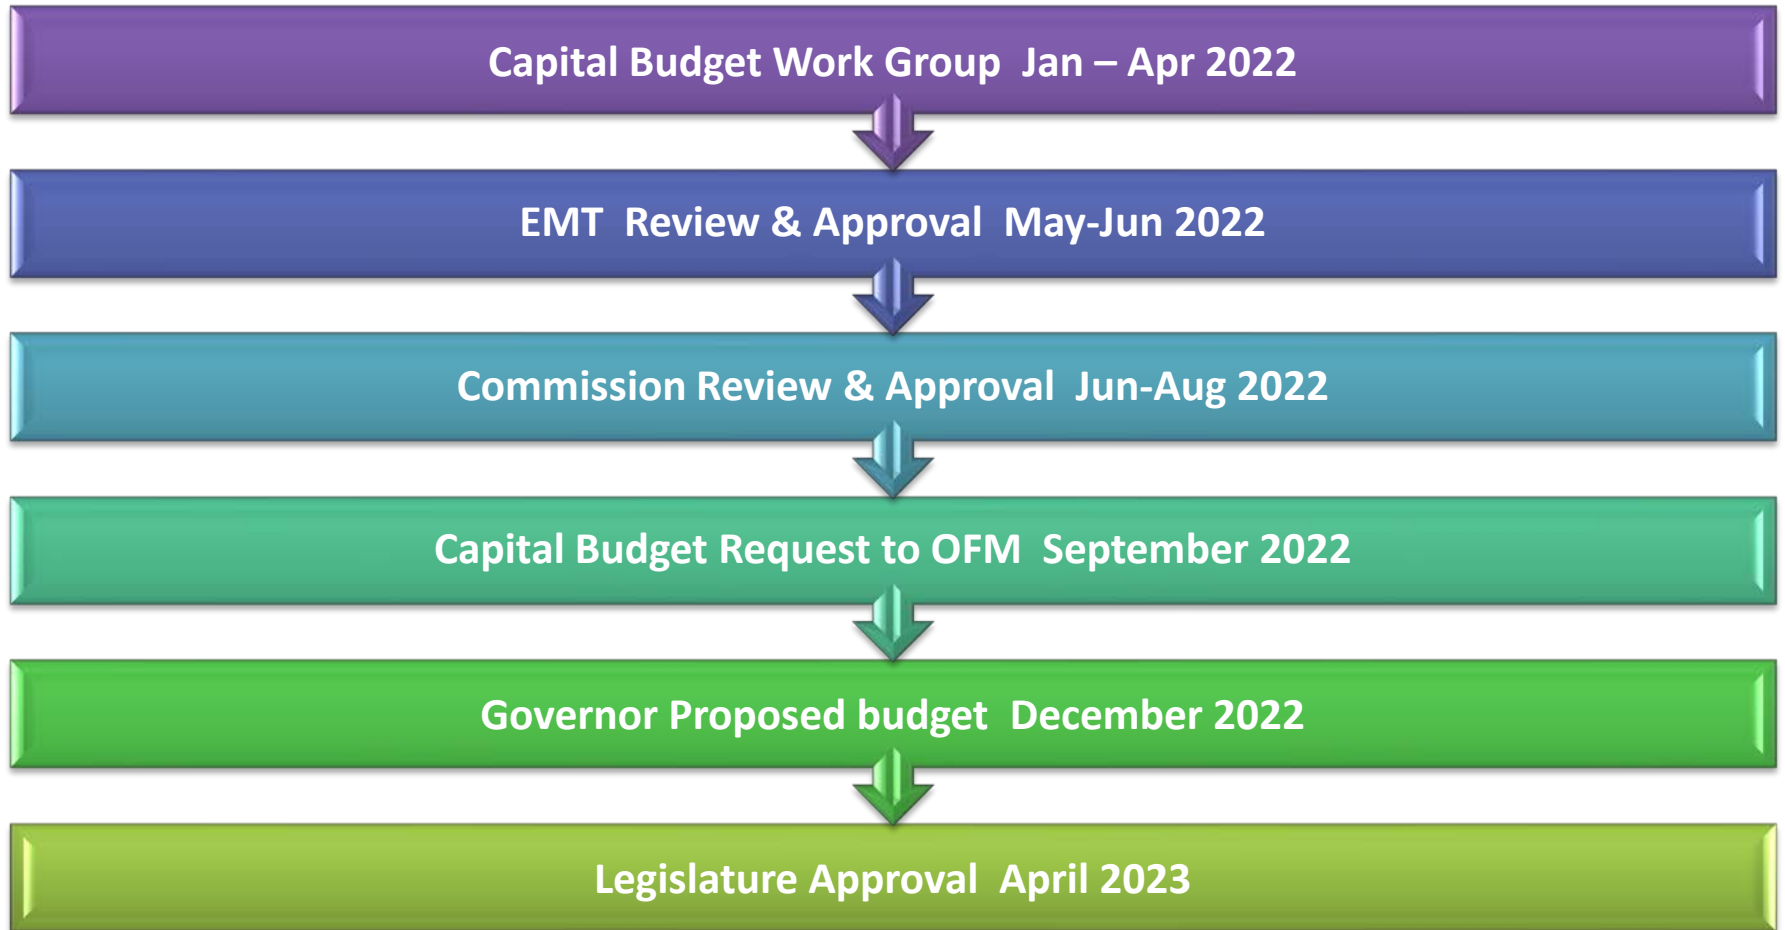 Capital Budget Work Group  Jan – Apr 2022
EMT  Review & Approval  May-Jun 2022
Commission Review & Approval  Jun-Aug 2022
Capital Budget Request to OFM  September 2022
Governor Proposed budget  December 2022
Legislature Approval  April 2023